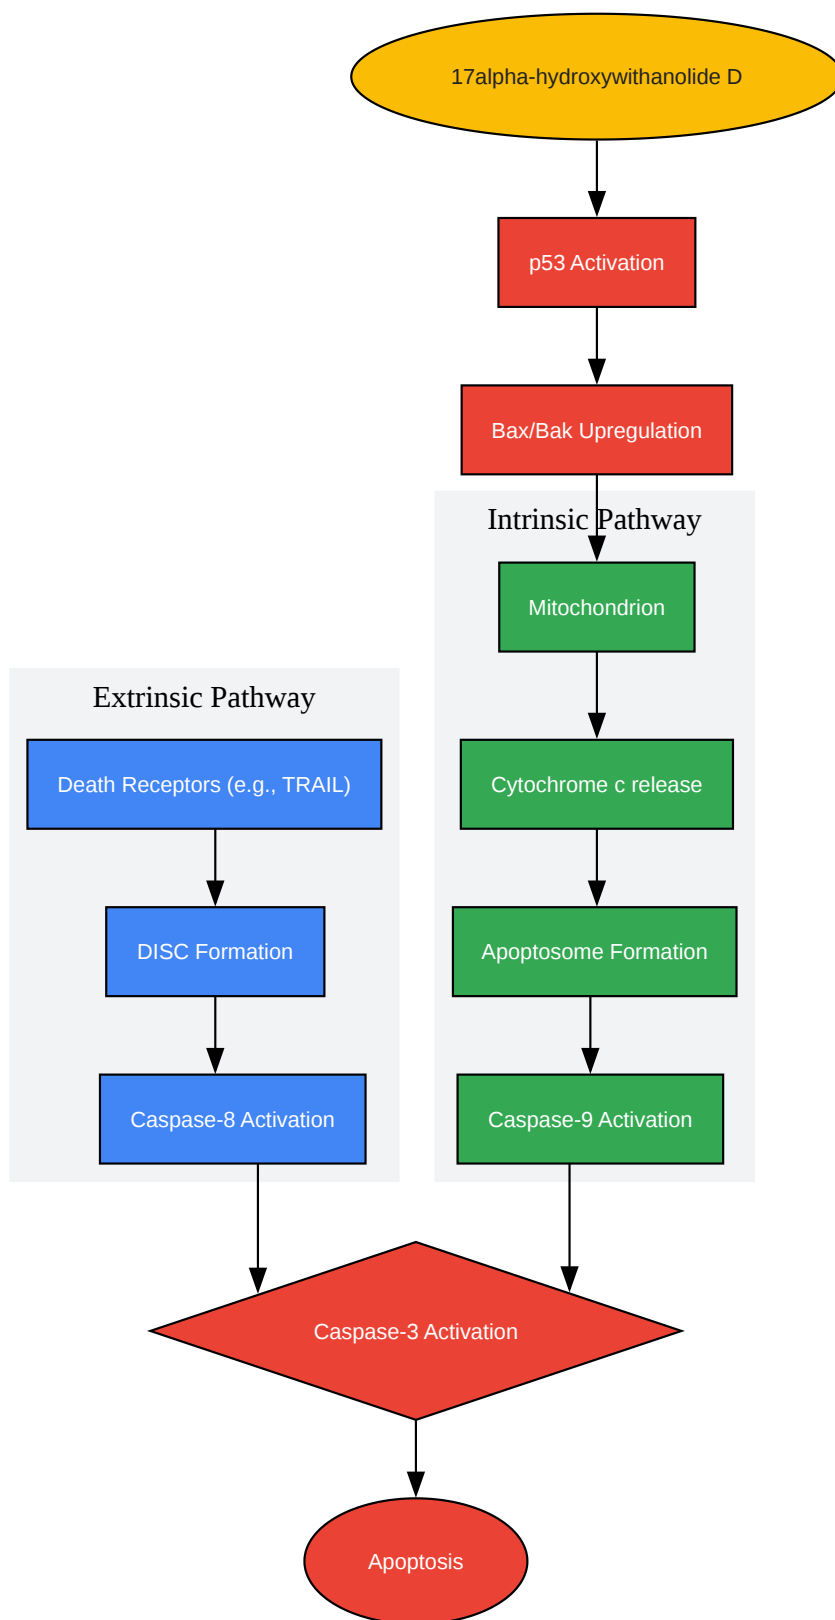 17alpha-hydroxywithanolide D
p53 Activation
Bax/Bak Upregulation
Intrinsic Pathway
Mitochondrion
Cytochrome c release
Apoptosome Formation
Caspase-9 Activation
Extrinsic Pathway
Death Receptors (e.g., TRAIL)
DISC Formation
Caspase-8 Activation
Caspase-3 Activation
Apoptosis